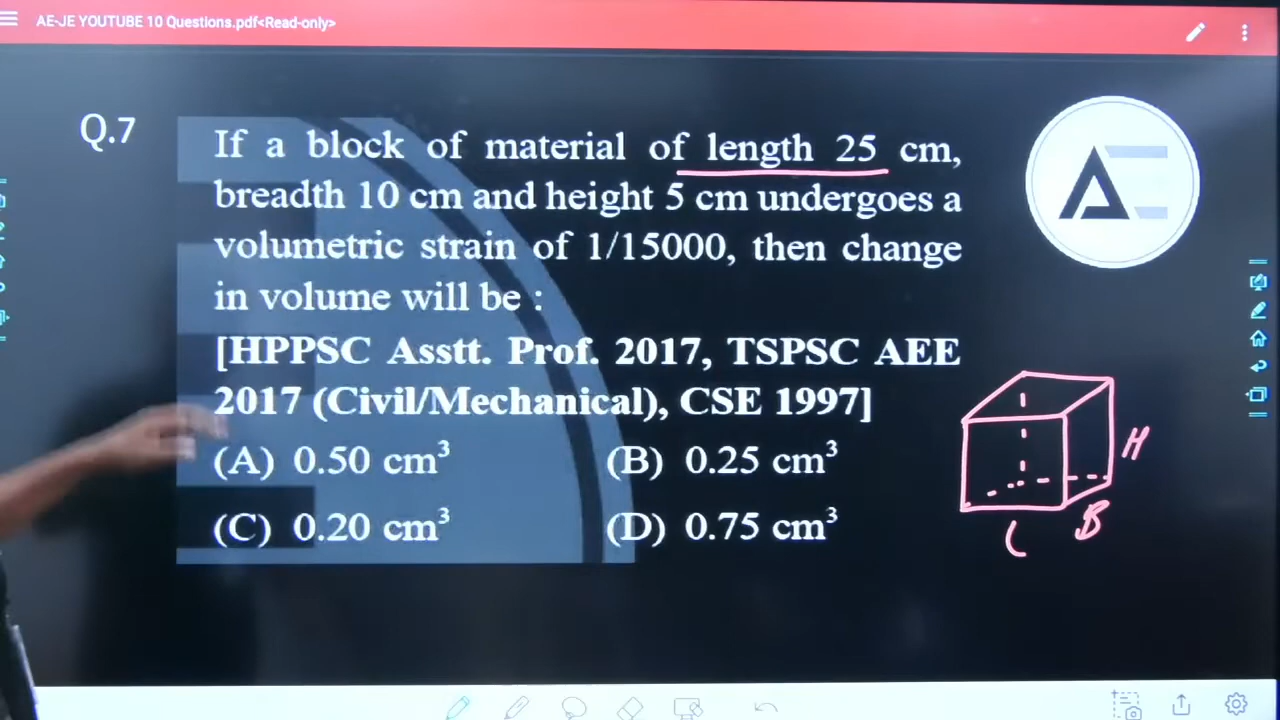 AE-JE YOUTUBE 10 Questions.pdf<Read-only>
Q.7
If a block of material of length 25 cm,
breadth 10 cm and height 5 cm undergoes a
volumetric strain of 1/15000, then change
in volume will be :
[HPPSC Asstt. Prof. 2017, TSPSC AEE
2017 (Civil/Mechanical), CSE 1997]
(A) 0.50 cm³ (B) 0.25 cm³
(C) 0.20 cm³ (D) 0.75 cm³
H
B
L